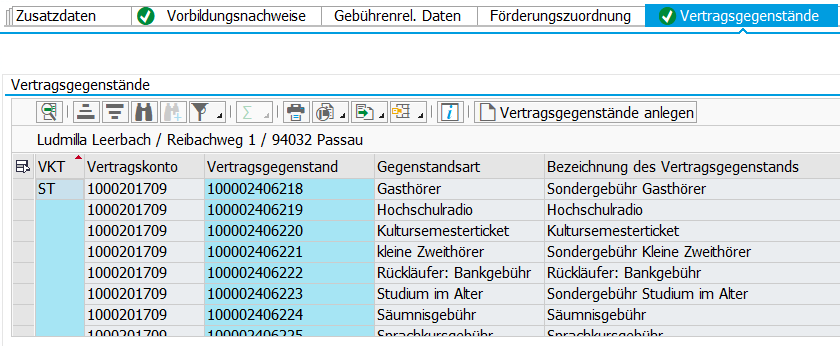 Zusatzdaten Vorbildungsnachweise Gebührenrel. Daten Förderungszuordnung Vertragsgegenstände
Vertragsgegenstände
Vertragsgegenstände anlegen
Ludmilla Leerbach / Reibachweg 1 / 94032 Passau
VKT Vertragskonto Vertragsgegenstand Gegenstandsart Bezeichnung des Vertragsgegenstands
ST 1000201709 100002406218 Gasthörer Sondergebühr Gasthörer
1000201709 100002406219 Hochschulradio Hochschulradio
1000201709 100002406220 Kultursemesterticket Kultursemesterticket
1000201709 100002406221 kleine Zweithörer Sondergebühr Kleine Zweithörer
1000201709 100002406222 Rückläufer: Bankgebühr Rückläufer: Bankgebühr
1000201709 100002406223 Studium im Alter Sondergebühr Studium im Alter
1000201709 100002406224 Säumnisgebühr Säumnisgebühr
1000201709 100002406225 Sprachkursgebühr Sprachkursgebühr